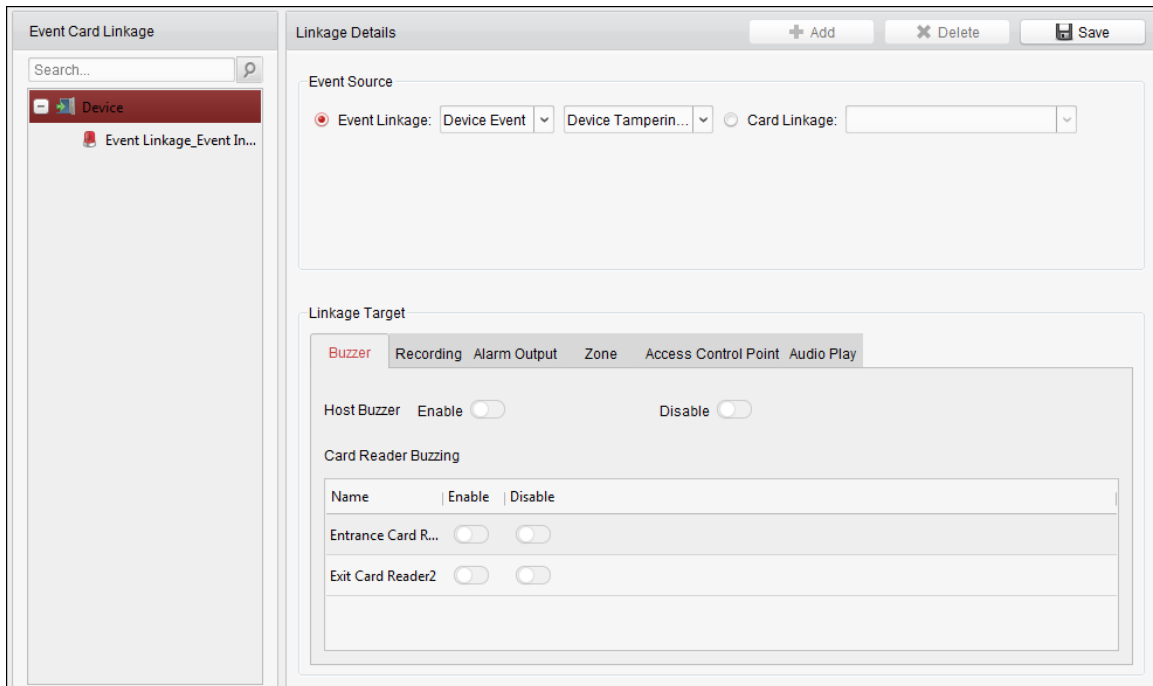 Event Card Linkage
Search...
Device
Event Linkage_Event In...
Linkage Details
Add
Delete
Save
Event Source
Event Linkage: Device Event Device Tamperin... Card Linkage:
Linkage Target
Buzzer Recording Alarm Output Zone Access Control Point Audio Play
Host Buzzer Enable Disable
Card Reader Buzzing
Name Enable Disable
Entrance Card R...
Exit Card Reader2